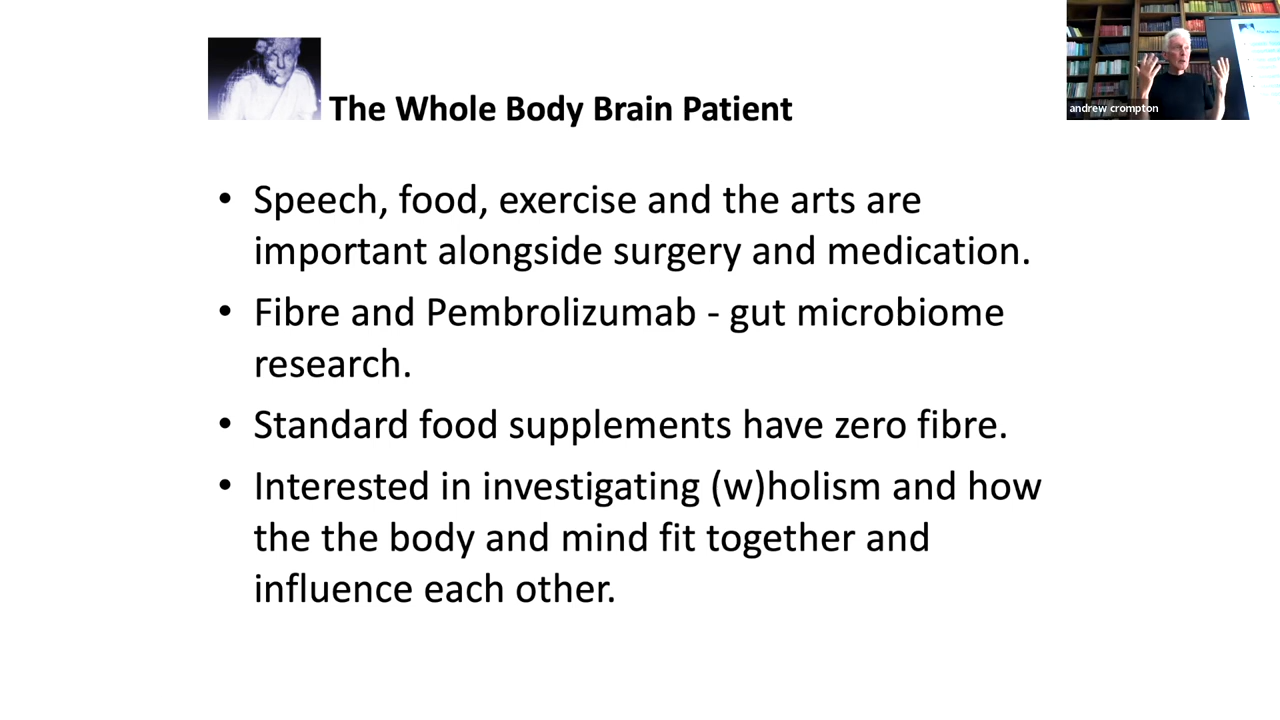 The Whole Body Brain Patient
andrew crompton
• Speech, food, exercise and the arts are
important alongside surgery and medication.
• Fibre and Pembrolizumab - gut microbiome
research.
• Standard food supplements have zero fibre.
• Interested in investigating (w)holism and how
the the body and mind fit together and
influence each other.